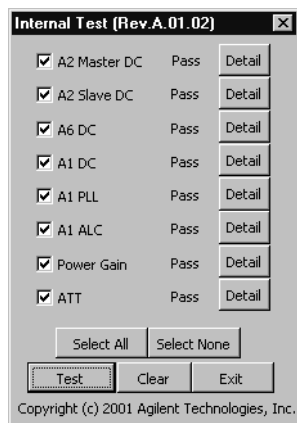 Internal Test (Rev.A.01.02)
A2 Master DC Pass Detail
A2 Slave DC Pass Detail
A6 DC Pass Detail
A1 DC Pass Detail
A1 PLL Pass Detail
A1 ALC Pass Detail
Power Gain Pass Detail
ATT Pass Detail
Select All Select None
Test Clear Exit
Copyright (c) 2001 Agilent Technologies, Inc.